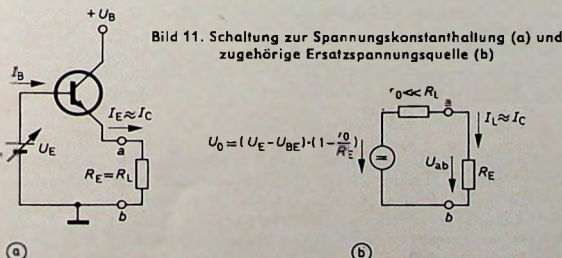 + U_B
Bild 11. Schaltung zur Spannungskonstanthaltung (a) und
zugehörige Ersatzspannungsquelle (b)
I_B
I_E ≈ I_C
a
U_E
R_E = R_L
b
r_0 << R_L
a
I_L ≈ I_C
U_0 = (U_E - U_BE) · (1 - r_0/R_E)
U_ab
R_E
b
a
b